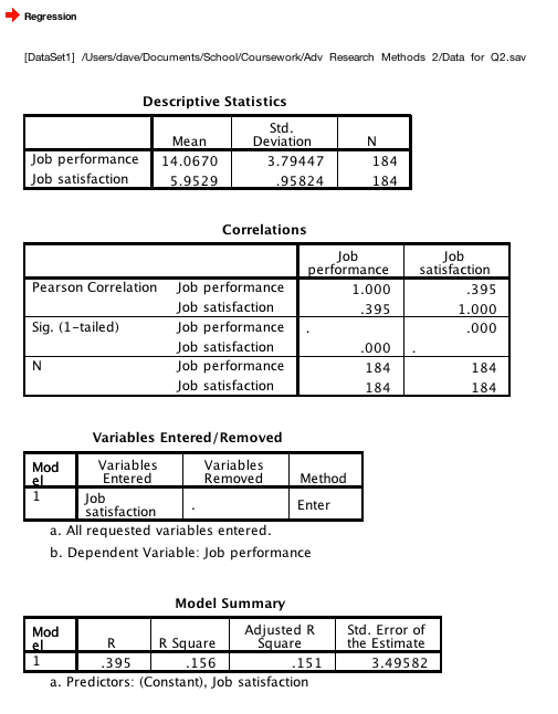 Regression
[DataSet1] /Users/dave/Documents/School/Coursework/Adv Research Methods 2/Data for Q2.sav
Descriptive Statistics
Mean Std. Deviation N
Job performance 14.0670 3.79447 184
Job satisfaction 5.9529 .95824 184
Correlations
Job performance Job satisfaction
Pearson Correlation Job performance 1.000 .395
Job satisfaction .395 1.000
Sig. (1-tailed) Job performance . .000
Job satisfaction .000 .
N Job performance 184 184
Job satisfaction 184 184
Variables Entered/Removed
Mod el Variables Entered Variables Removed Method
1 Job satisfaction . Enter
a. All requested variables entered.
b. Dependent Variable: Job performance
Model Summary
Mod el R R Square Adjusted R Square Std. Error of the Estimate
1 .395 .156 .151 3.49582
a. Predictors: (Constant), Job satisfaction